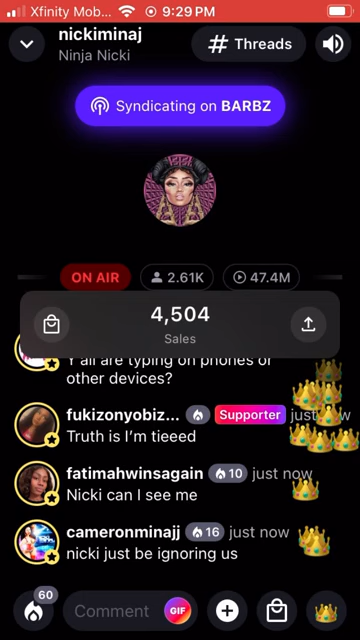 Xfinity Mob... 9:29 PM
nickiminaj
Ninja Nicki
# Threads
Syndicating on BARBZ
ON AIR 2.61K 47.4M
4,504
Sales
Y'all are typing on phones or
other devices?
fukizonyobiz... Supporter just now
Truth is I'm tieeed
fatimahwinsagain 10 just now
Nicki can I see me
cameronminajj 16 just now
nicki just be ignoring us
60
Comment GIF